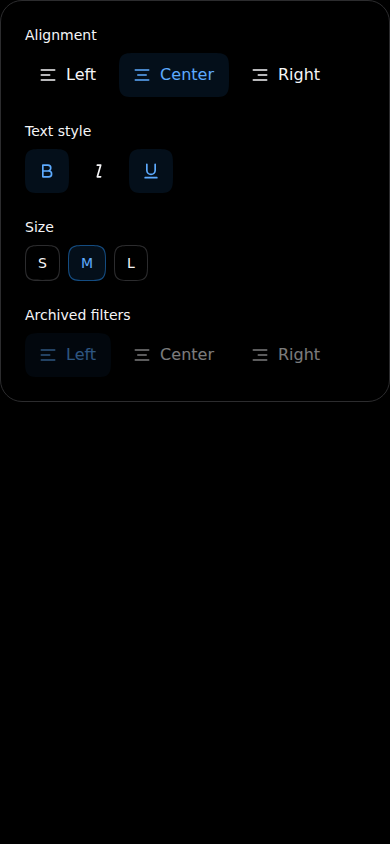 Alignment
Left Center Right
Text style
B I U
Size
S M L
Archived filters
Left Center Right